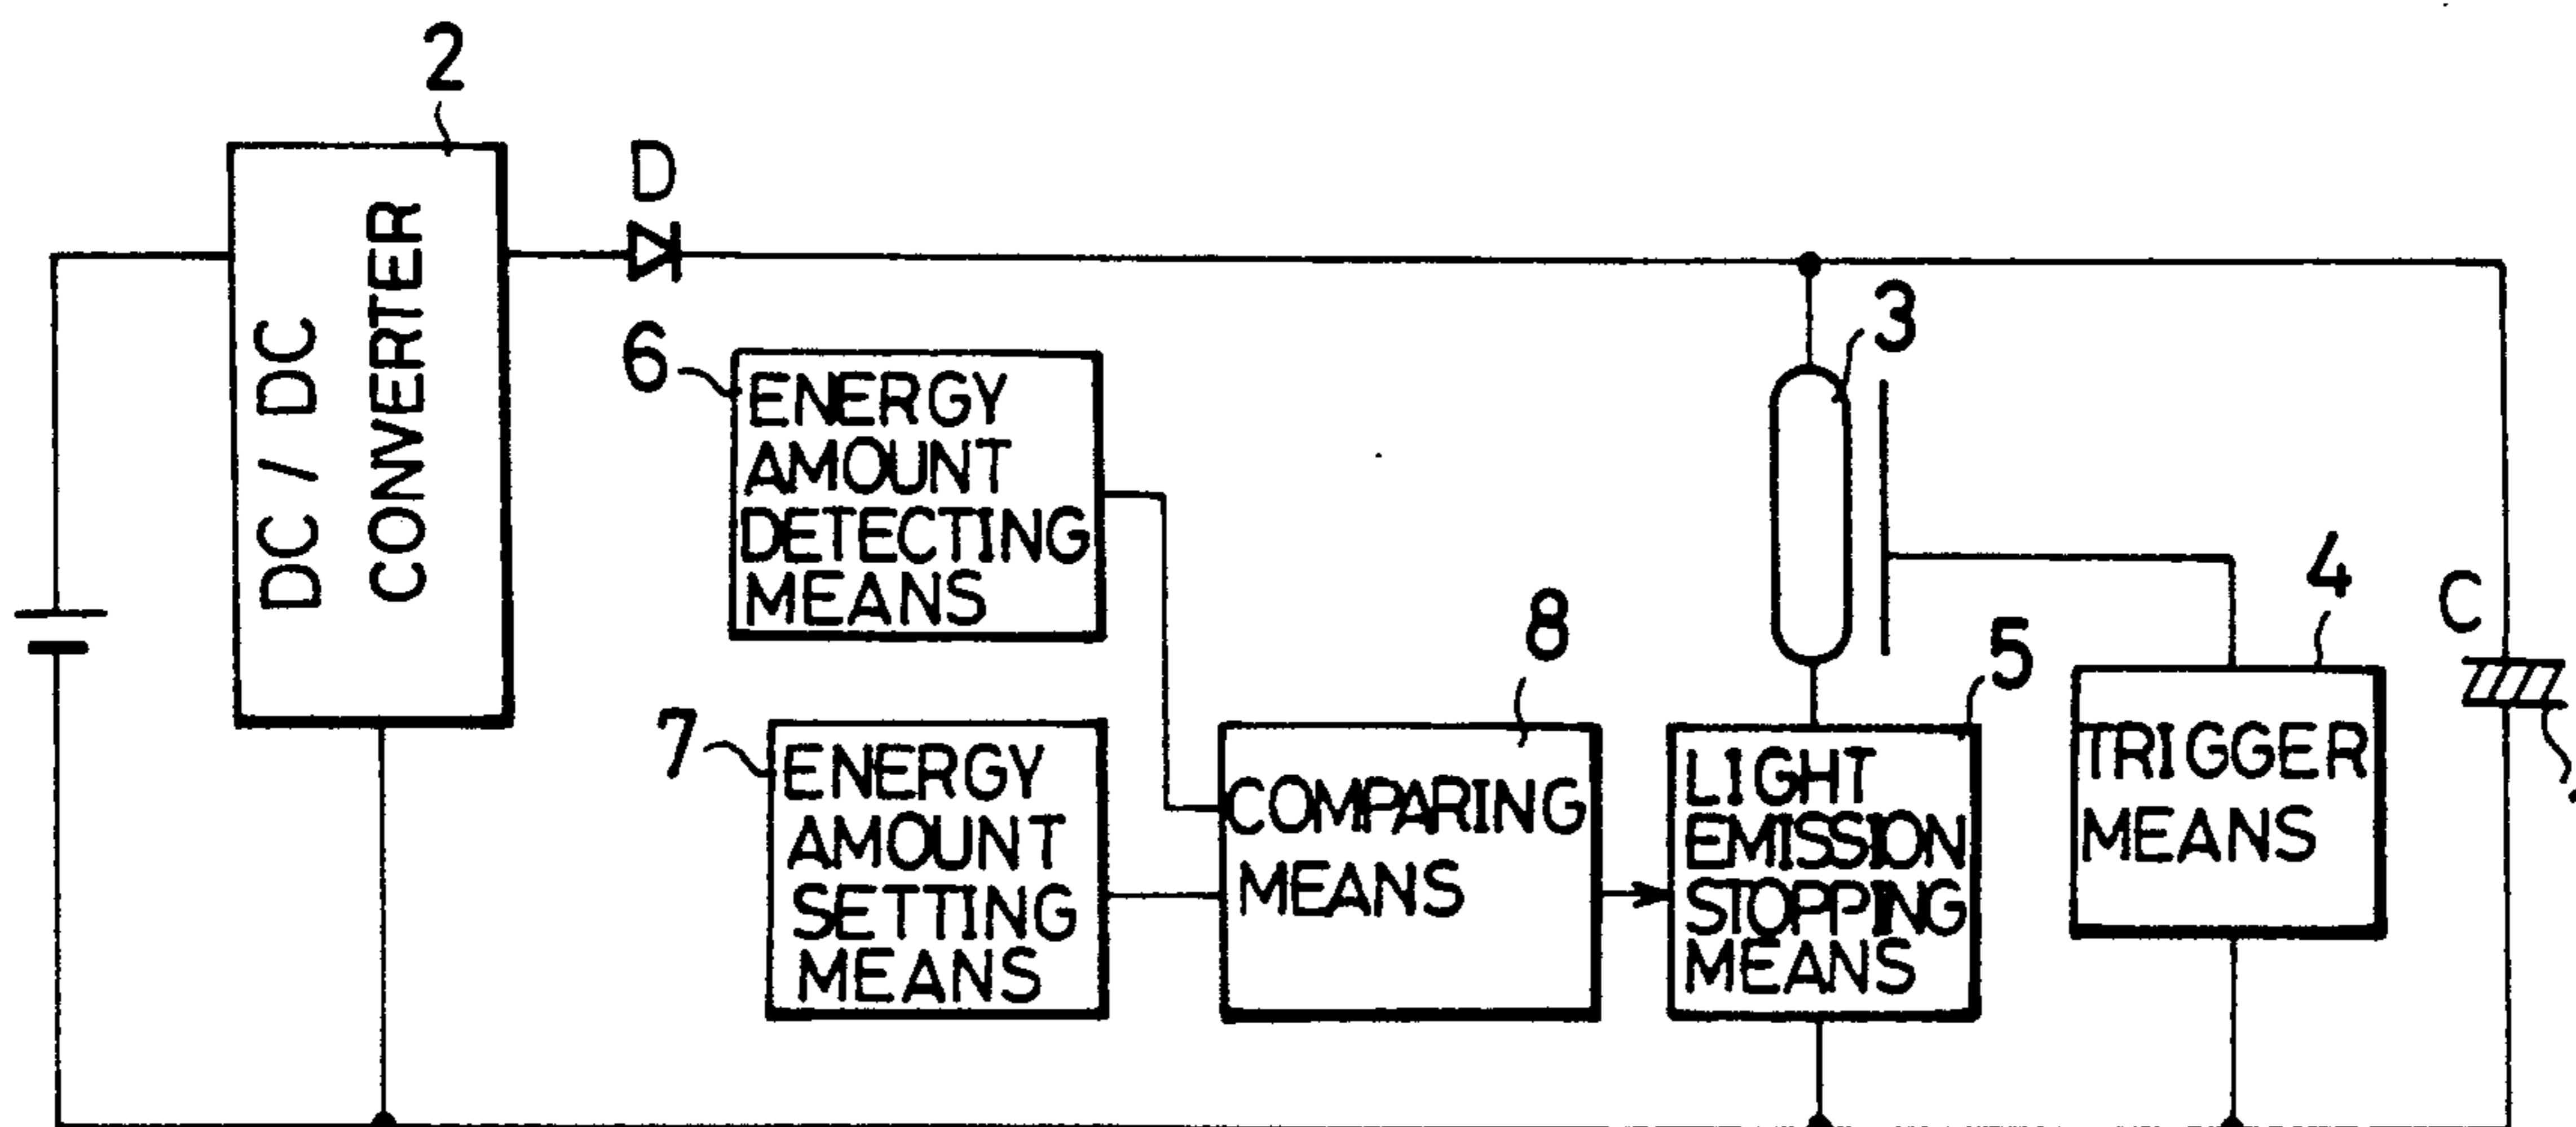 2
DC / DC
CONVERTER
D
6
ENERGY
AMOUNT
DETECTING
MEANS
7
ENERGY
AMOUNT
SETTING
MEANS
8
COMPARING
MEANS
3
5
LIGHT
EMISSION
STOPPING
MEANS
4
TRIGGER
MEANS
C